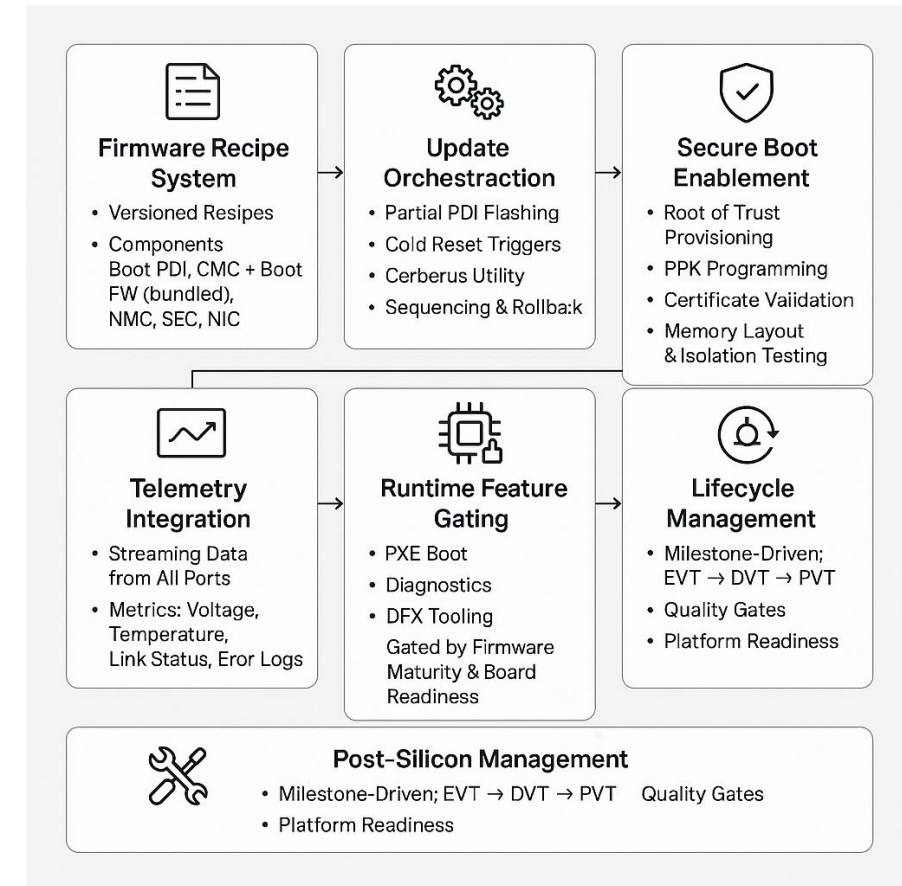 Firmware Recipe
System
• Versioned Resipes
• Components
Boot PDI, CMC + Boot
FW (bundled),
NMC, SEC, NIC
Update
Orchestraction
• Partial PDI Flashing
• Cold Reset Triggers
• Cerberus Utility
• Sequencing & Rollba:k
Secure Boot
Enablement
• Root of Trust
Provisioning
• PPK Programming
• Certificate Vaiidation
• Memory Layout
& Isolation Testing
Telemetry
Integration
• Streaming Data
from All Ports
• Metrics: Voltage,
Temperature,
Link Status, Eror Logs
Runtime Feature
Gating
• PXE Boot
• Diagnostics
• DFX Tooling
Gated by Firmware
Maturity & Board
Readiness
Lifecycle
Management
• Milestone-Driven;
EVT → DVT → PVT
• Quality Gates
• Platform Readiness
Post-Silicon Management
• Milestone-Driven; EVT → DVT → PVT Quality Gates
• Platform Readiness